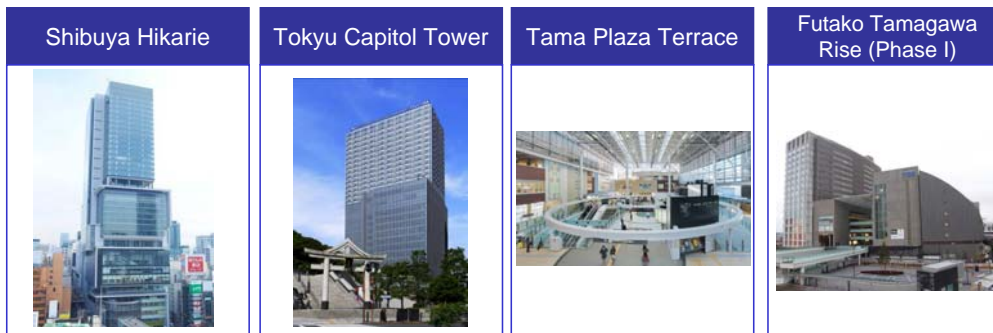 Shibuya Hikarie
Tokyu Capitol Tower
Tama Plaza Terrace
Futako Tamagawa
Rise (Phase I)